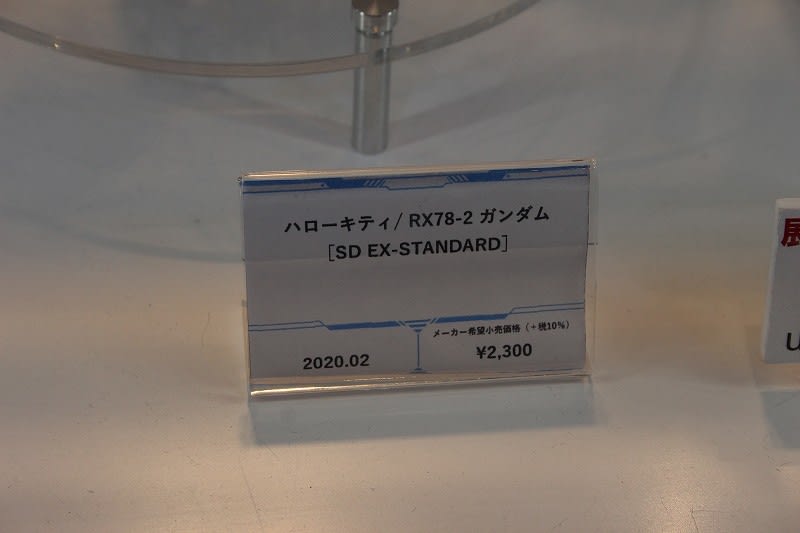 ハローキティ/ RX78-2 ガンダム
[SD EX-STANDARD]
メーカー希望小売価格(+税10%)
2020.02
¥2,300
展
U